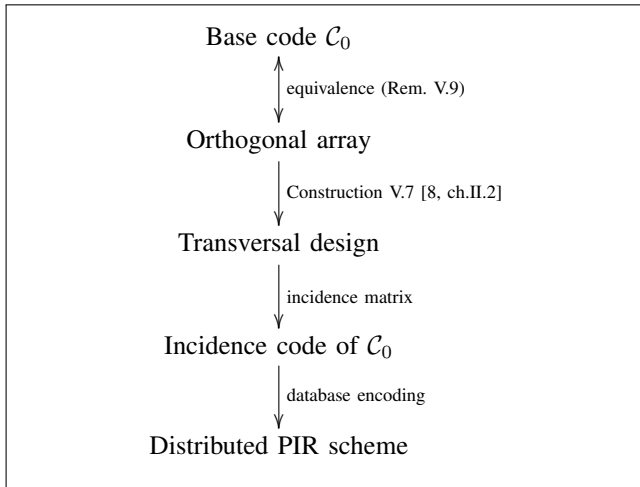 Base code 𝒞₀
equivalence (Rem. V.9)
Orthogonal array
Construction V.7 [8, ch.II.2]
Transversal design
incidence matrix
Incidence code of 𝒞₀
database encoding
Distributed PIR scheme